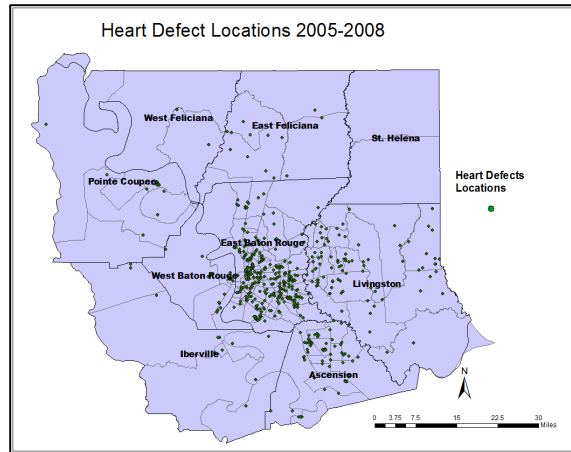 Heart Defect Locations 2005-2008
West Feliciana
East Feliciana
St. Helena
Pointe Coupee
Heart Defects
Locations
East Baton Rouge
West Baton Rouge
Livingston
Iberville
Ascension
N
0 3.75 7.5 15 22.5 30
Miles